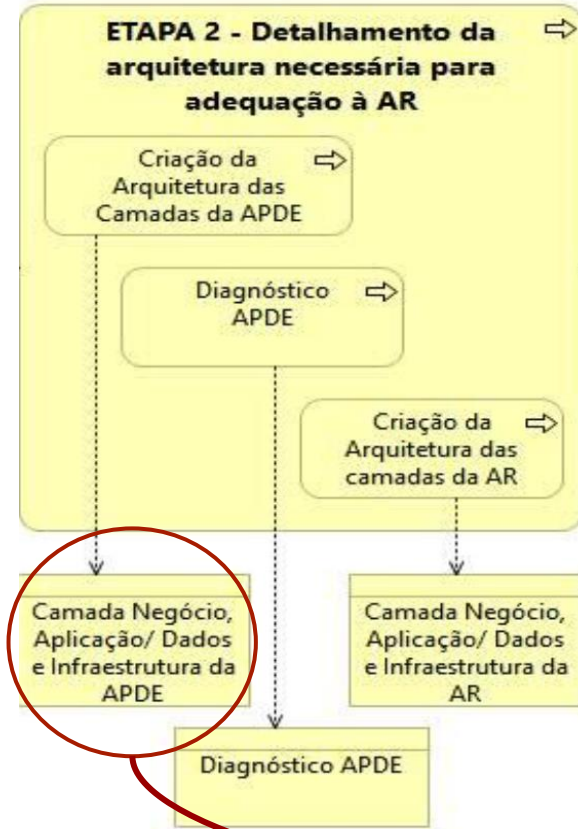 ETAPA 2 - Detalhamento da
arquitetura necessária para
adequação à AR
Criação da
Arquitetura das
Camadas da APDE
Diagnóstico
APDE
Criação da
Arquitetura das
camadas da AR
Camada Negócio,
Aplicação/ Dados
e Infraestrutura da
APDE
Camada Negócio,
Aplicação/ Dados
e Infraestrutura da
AR
Diagnóstico APDE